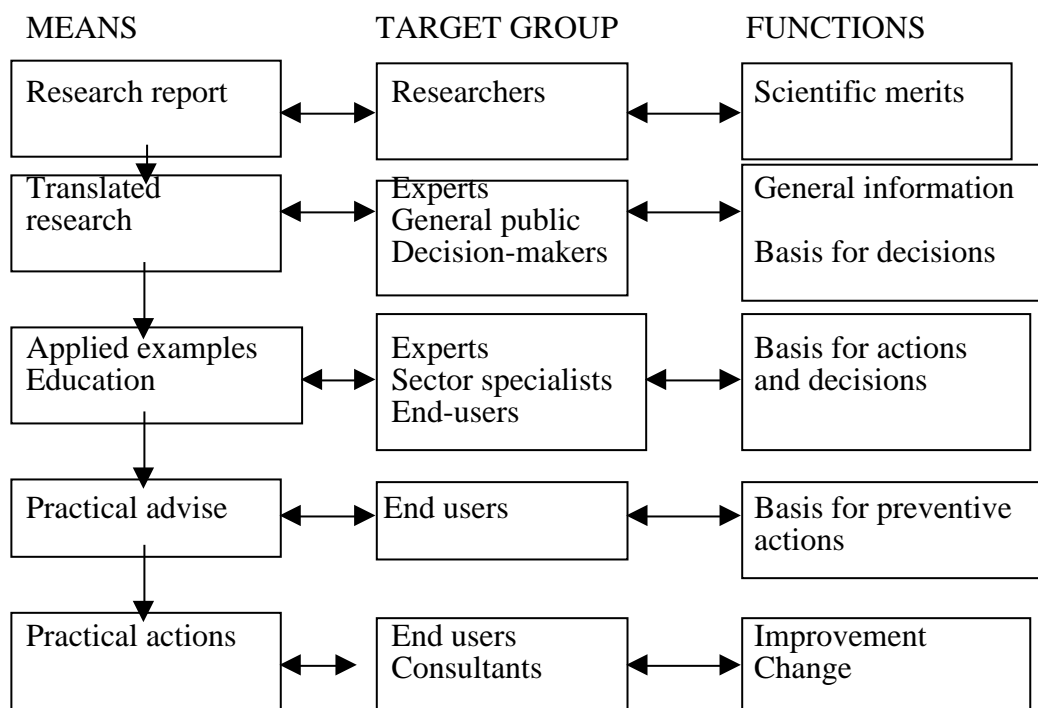 MEANS TARGET GROUP FUNCTIONS
Research report Researchers Scientific merits
Translated
research
Experts
General public
Decision-makers
General information
Basis for decisions
Applied examples
Education
Experts
Sector specialists
End-users
Basis for actions
and decisions
Practical advise End users
Basis for preventive
actions
Practical actions
End users
Consultants
Improvement
Change